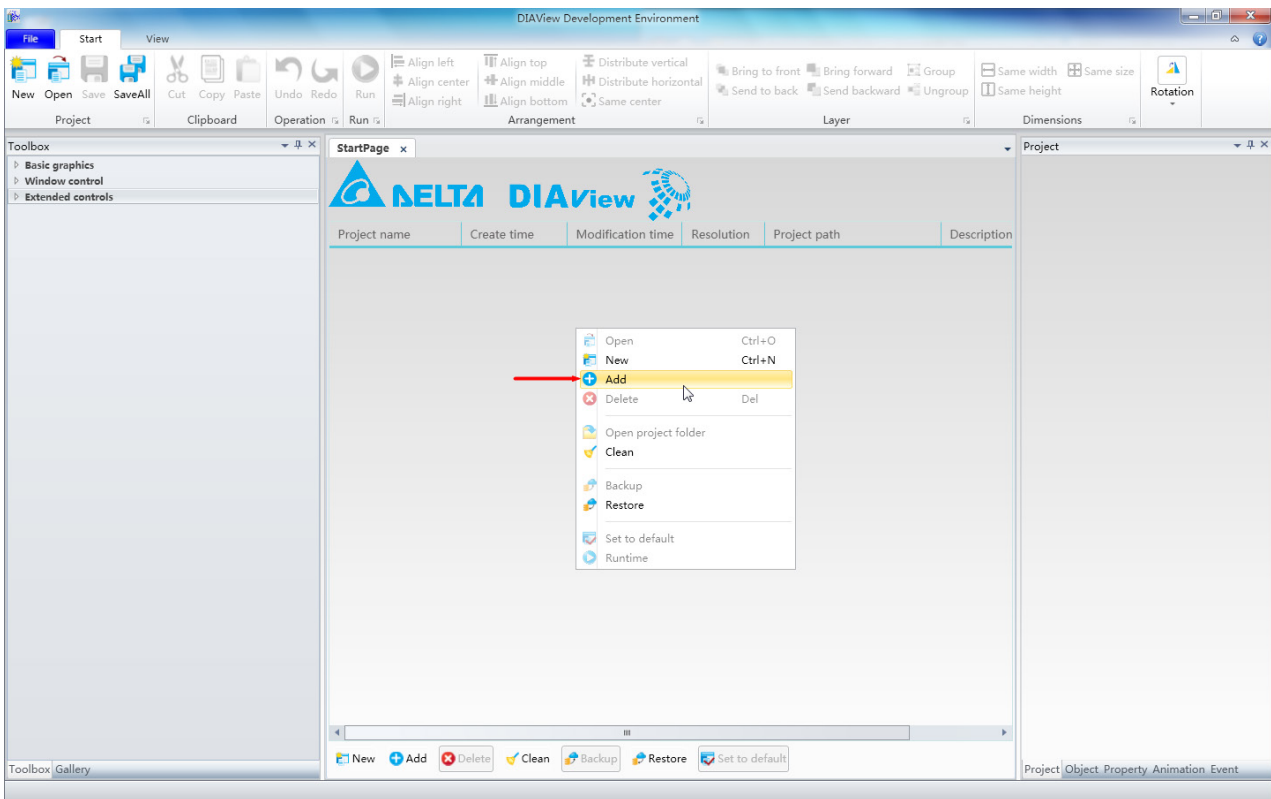 DIAView Development Environment
File Start View
Align left Align top Distribute vertical
Bring to front Bring forward Group Same width Same size
Align center Align middle Distribute horizontal
New Open Save SaveAll Cut Copy Paste Undo Redo Run Send to back Send backward Ungroup Same height Rotation
Align right Align bottom Same center
Project Clipboard Operation Run Arrangement Layer Dimensions
Toolbox
StartPage x
Project
Basic graphics
Window control
Extended controls
DELTA DIAView
Project name Create time Modification time Resolution Project path Description
Open Ctrl+O
New Ctrl+N
Add
Delete Del
Open project folder
Clean
Backup
Restore
Set to default
Runtime
New Add Delete Clean Backup Restore Set to default
Toolbox Gallery
Project Object Property Animation Event